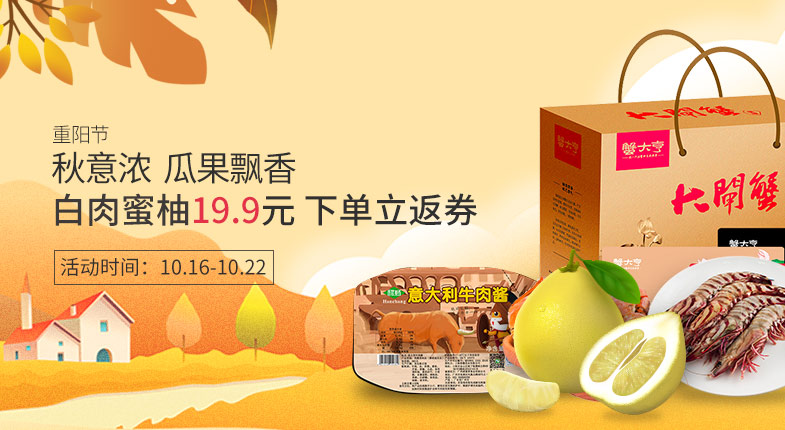 重阳节
秋意浓 瓜果飘香
白肉蜜柚19.9元 下单立返券
活动时间：10.16-10.22
蟹大亨
大閘蟹
蟹大亨
意大利牛肉酱